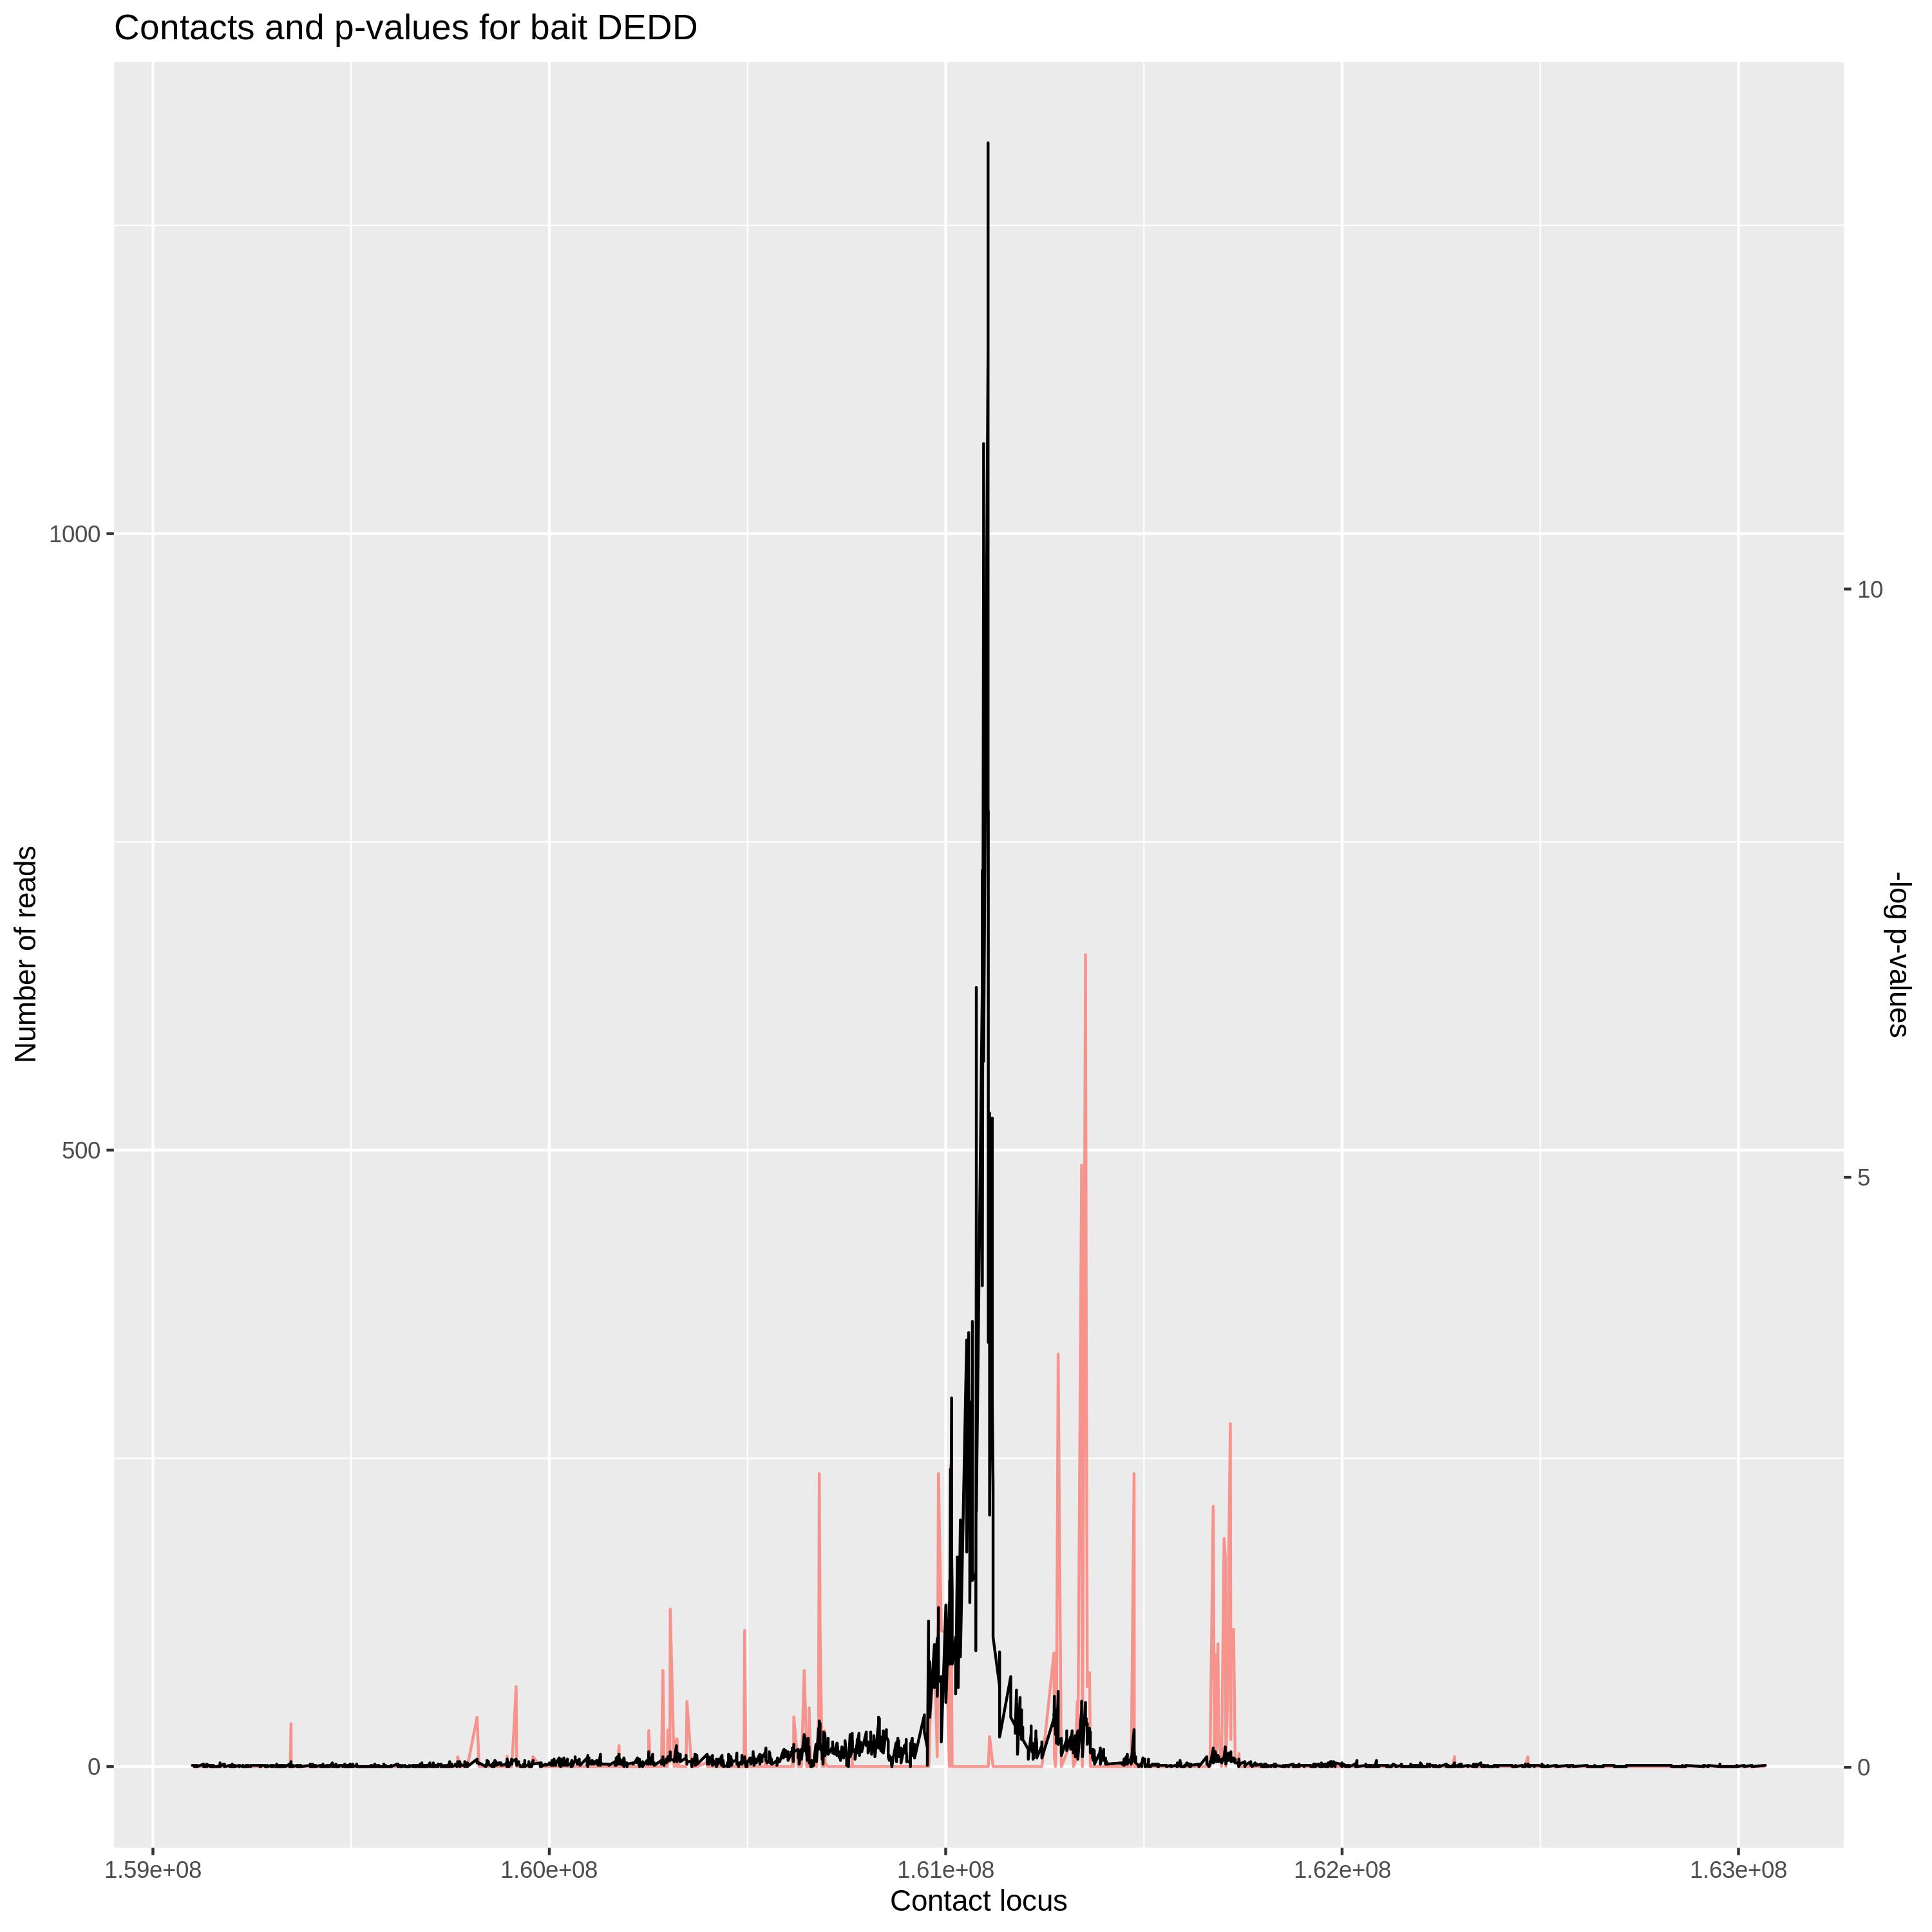 Contacts and p-values for bait DEDD
Number of reads
1000
500
0
10
5
0
-log p-values
1.59e+08
1.60e+08
1.61e+08
1.62e+08
1.63e+08
Contact locus